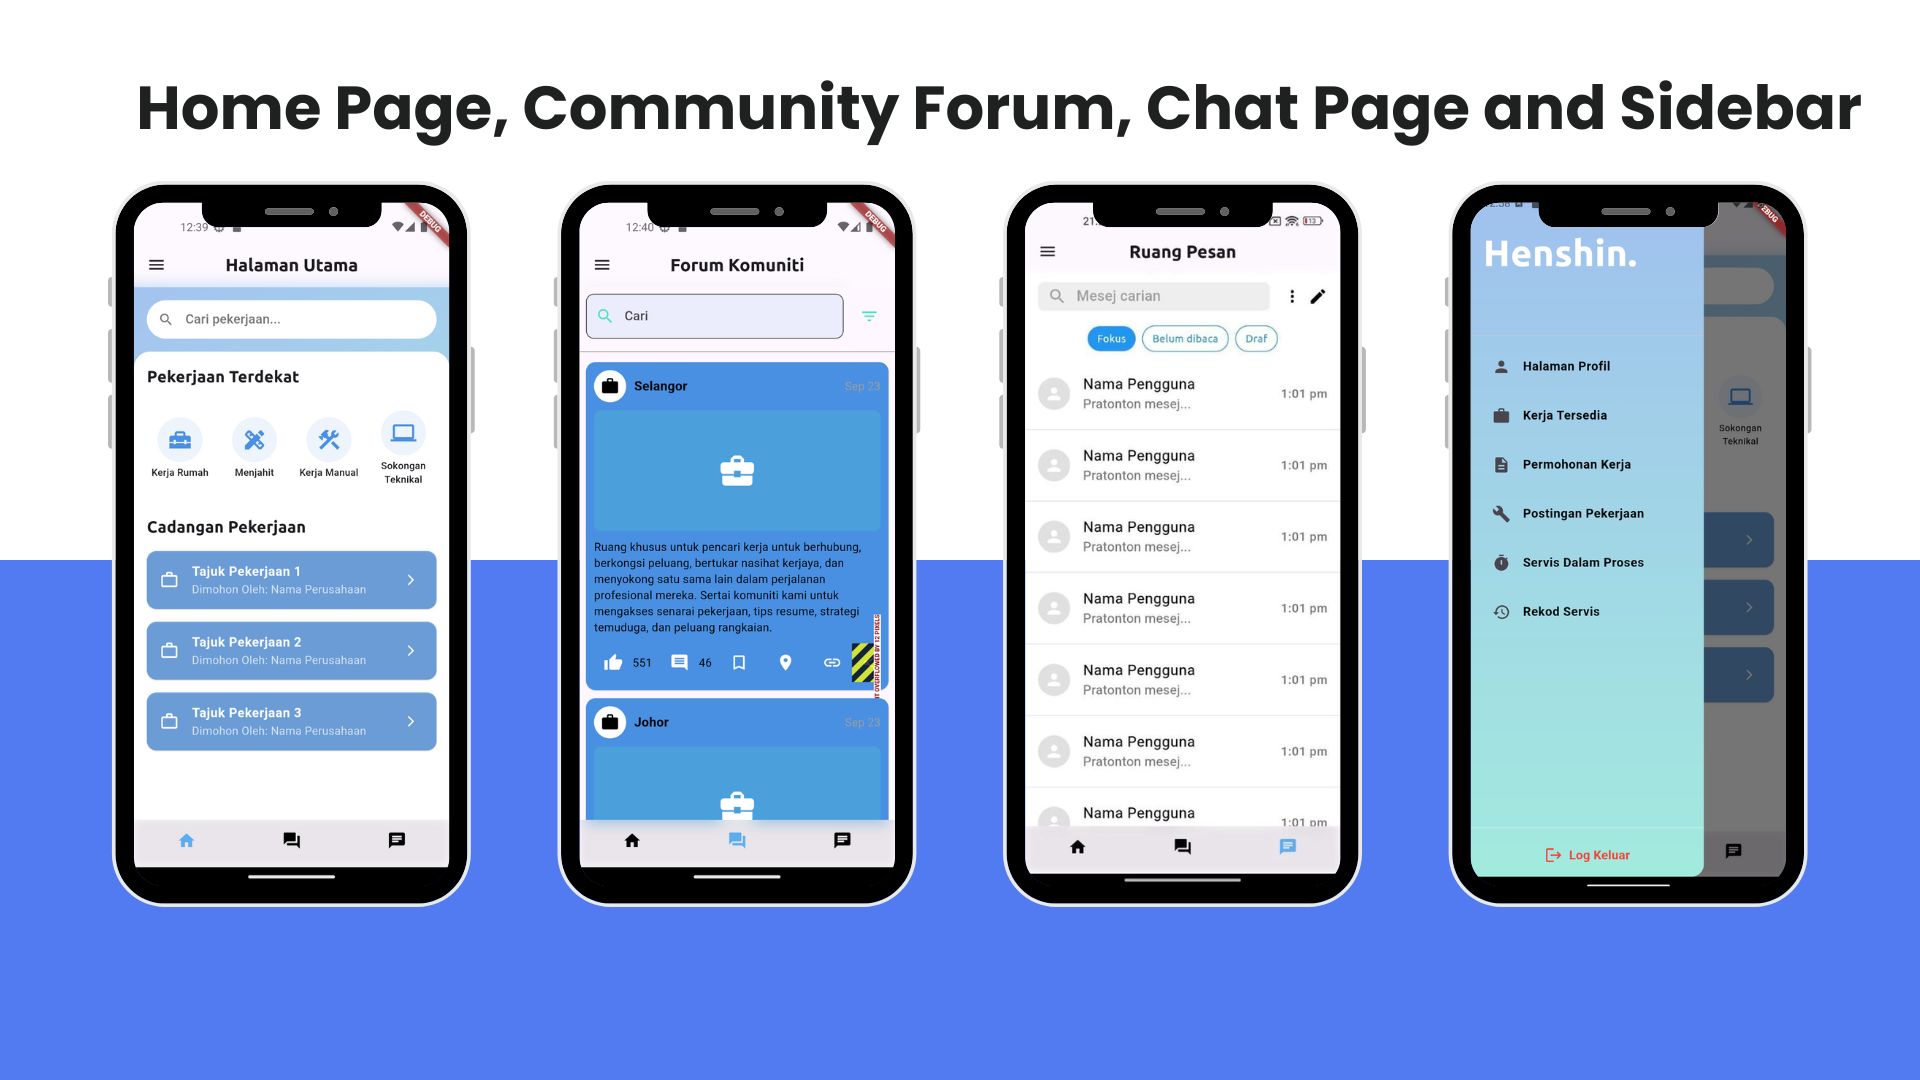 Home Page, Community Forum, Chat Page and Sidebar
12:39
DEBUG
Halaman Utama
Cari pekerjaan...
Pekerjaan Terdekat
Kerja Rumah
Menjahit
Kerja Manual
Sokongan
Teknikal
Cadangan Pekerjaan
Tajuk Pekerjaan 1
Dimohon Oleh: Nama Perusahaan
Tajuk Pekerjaan 2
Dimohon Oleh: Nama Perusahaan
Tajuk Pekerjaan 3
Dimohon Oleh: Nama Perusahaan
12:40
DEBUG
Forum Komuniti
Cari
Selangor
Sep 23
Ruang khusus untuk pencari kerja untuk berhubung,
berkongsi peluang, bertukar nasihat kerjaya, dan
menyokong satu sama lain dalam perjalanan
profesional mereka. Sertai komuniti kami untuk
mengakses senarai pekerjaan, tips resume, strategi
temuduga, dan peluang rangkaian.
551
46
OVERFLOWED BY 12 PIXELS
Johor
Sep 23
21
13
Ruang Pesan
Mesej carian
Fokus
Belum dibaca
Draf
Nama Pengguna
Pratonton mesej...
1:01 pm
Nama Pengguna
Pratonton mesej...
1:01 pm
Nama Pengguna
Pratonton mesej...
1:01 pm
Nama Pengguna
Pratonton mesej...
1:01 pm
Nama Pengguna
Pratonton mesej...
1:01 pm
Nama Pengguna
Pratonton mesej...
1:01 pm
Nama Pengguna
1:01 pm
12:38
DEBUG
Henshin.
Halaman Profil
Kerja Tersedia
Permohonan Kerja
Postingan Pekerjaan
Servis Dalam Proses
Rekod Servis
Log Keluar
Sokongan
Teknikal